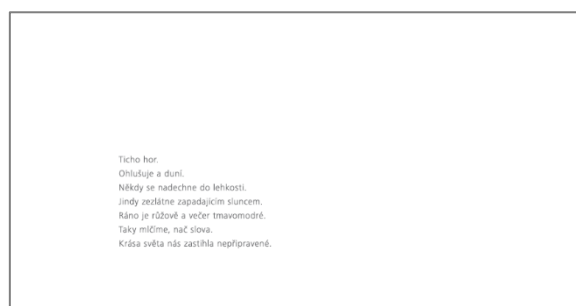 Ticho hor.
Ohlušuje a duní.
Někdy se nadechne do lehkosti.
Jindy zezlátne zapadajícím sluncem.
Ráno je růžově a večer tmavomodré.
Taky mlčíme, nač slova.
Krása světa nás zastihla nepřipravené.